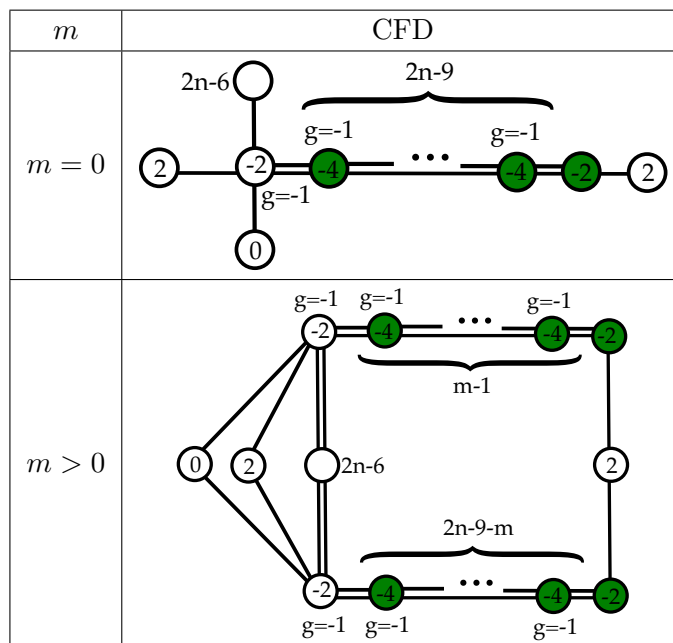 m CFD
2n-6
2n-9
g=-1 g=-1
m = 0
2 -2 -4 ••• -4 -2 2
g=-1
0
g=-1 g=-1 g=-1
-2 -4 ••• -4 -2
m-1
m > 0
0 2 2n-6 2
2n-9-m
-2 -4 ••• -4 -2
g=-1 g=-1 g=-1